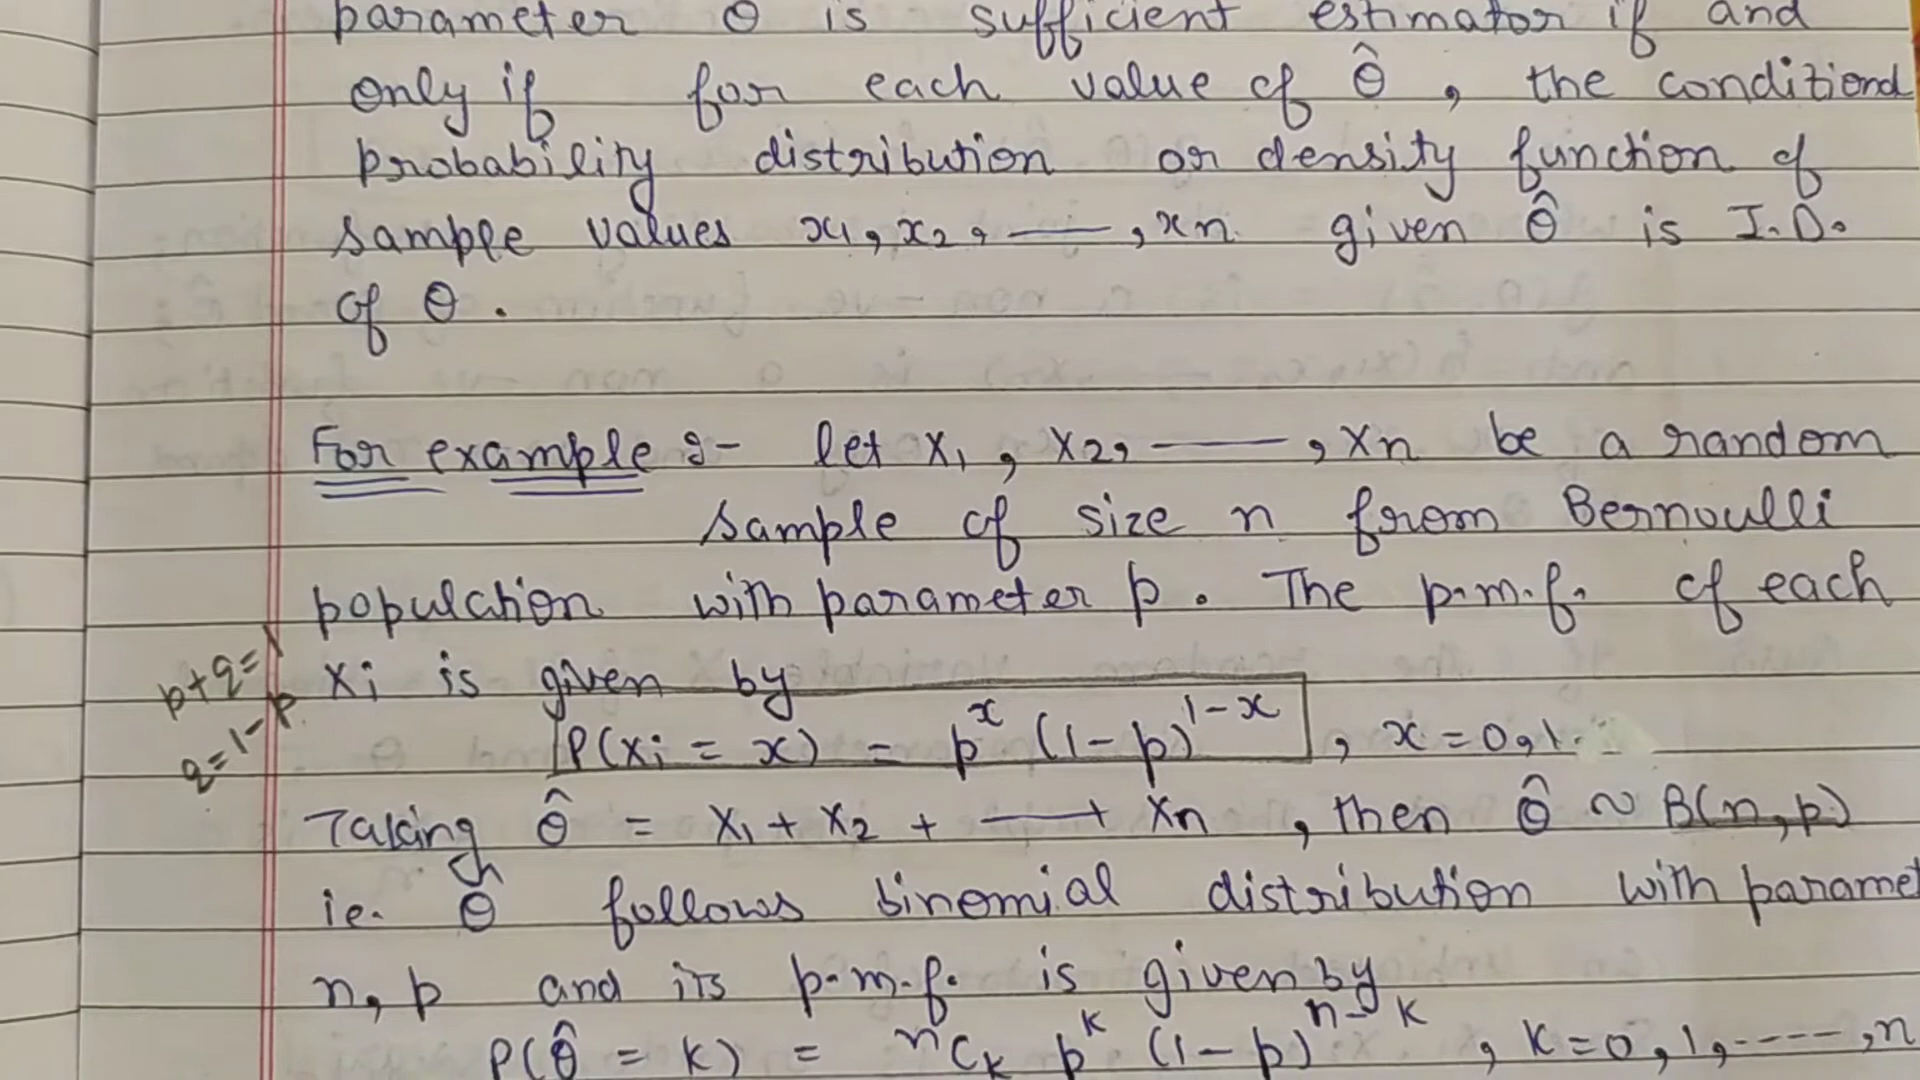 parameter θ is sufficient estimator if and
only if for each value of θ̂, the conditional
probability distribution or density function of
sample values x₁, x₂, —, xn given θ̂ is I.D.
of θ.
For example :- let X₁, X₂, —, Xn be a random
sample of size n from Bernoulli
population with parameter p. The p.m.f. of each
p+q=1
q=1-p
Xi is given by
P(Xi = x) = p^x (1-p)^(1-x), x=0,1.
Taking θ̂ = X₁ + X₂ + — + Xn, then θ̂ ~ B(n,p)
ie. θ̂ follows binomial distribution with paramet
n, p and its p.m.f. is given by
P(θ̂ = k) = ⁿCₖ p^k (1-p)^(n-k), k=0,1,----,n